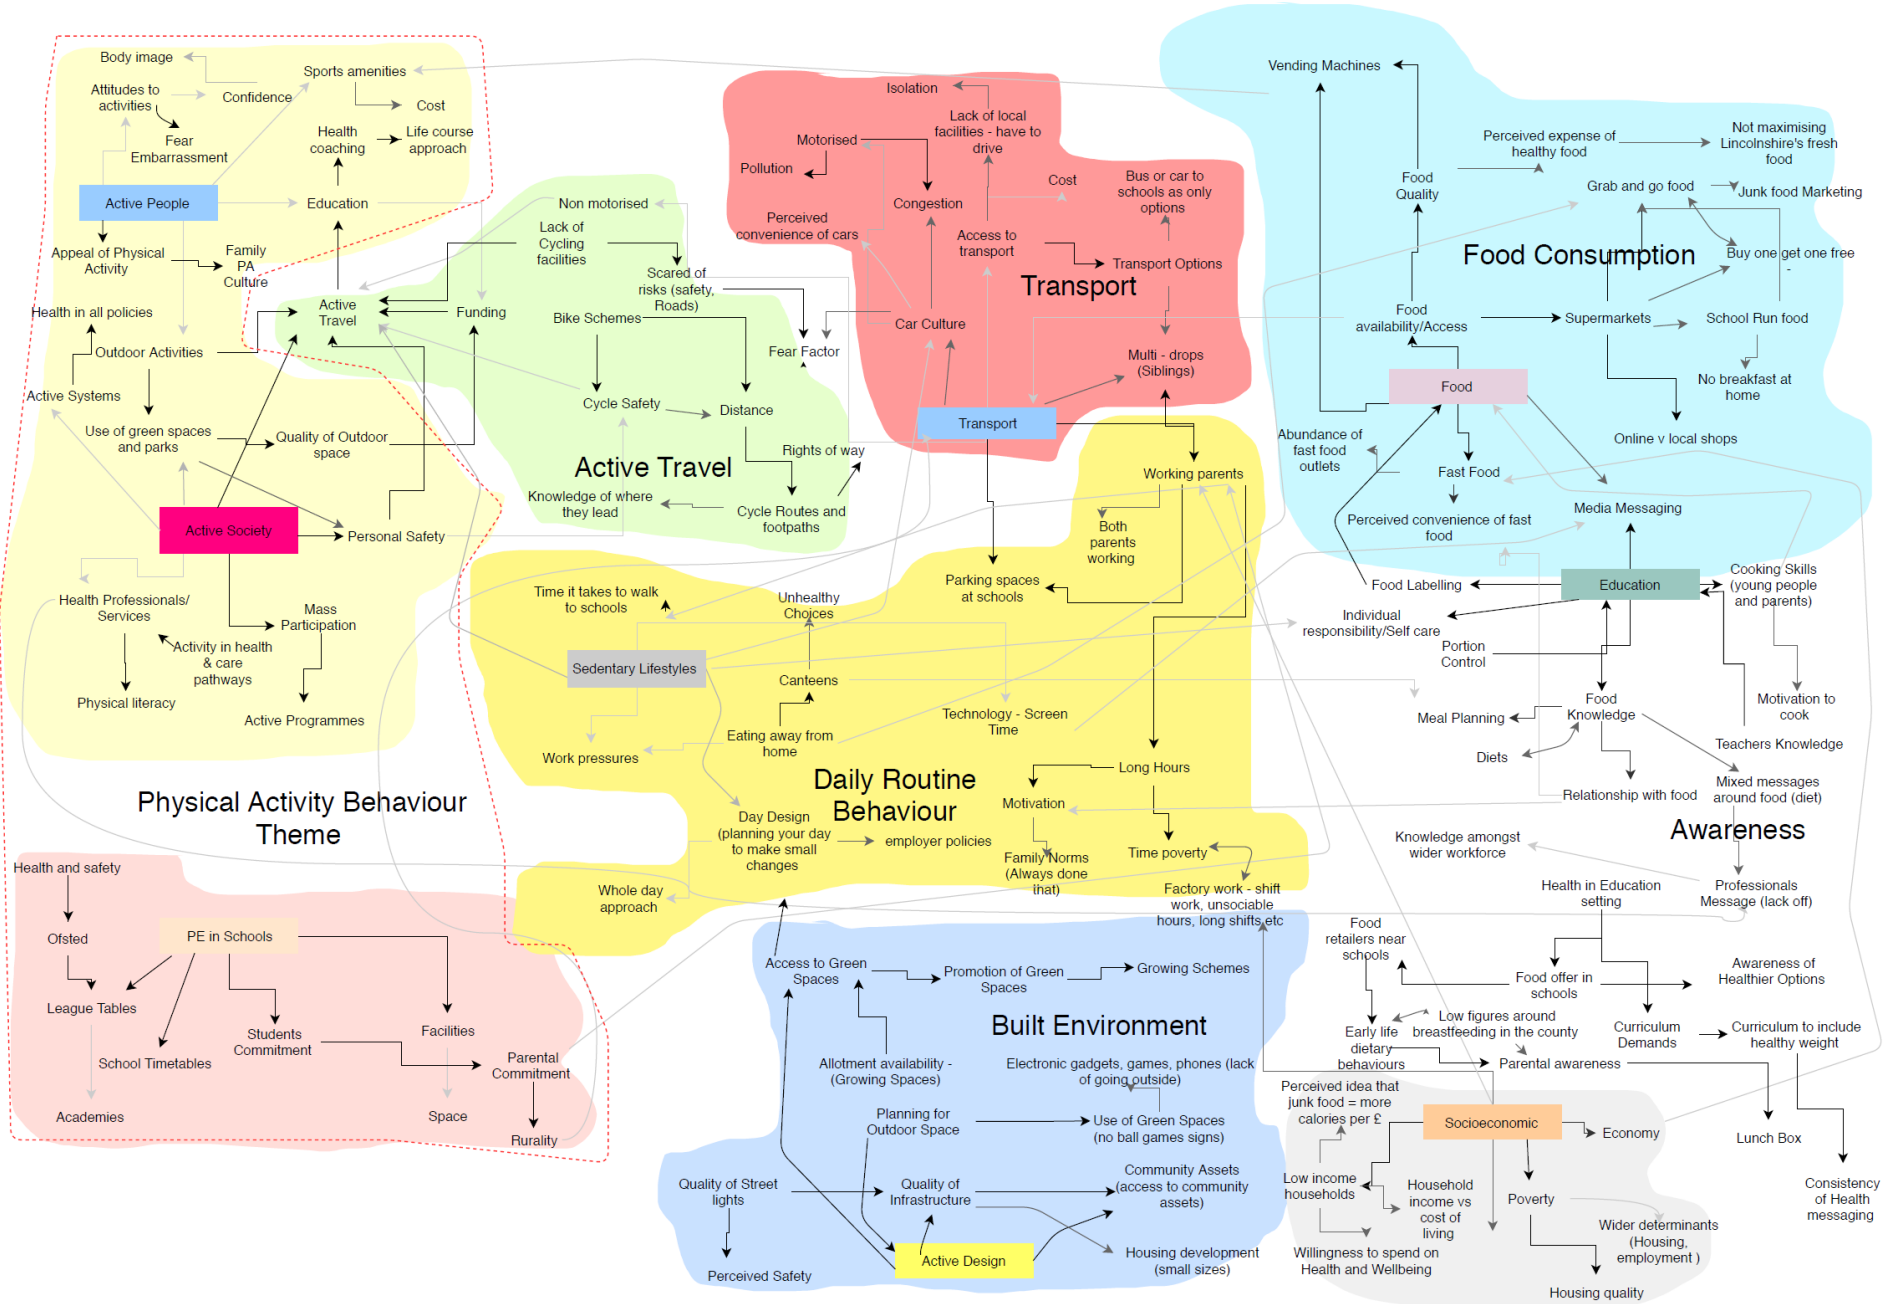 Body image
Sports amenities
Attitudes to
activities
Confidence
Cost
Fear
Embarrassment
Health
coaching
Life course
approach
Active People
Education
Appeal of Physical
Activity
Family
PA
Culture
Health in all policies
Outdoor Activities
Active Systems
Use of green spaces
and parks
Quality of Outdoor
space
Active Society
Personal Safety
Health Professionals/
Services
Mass
Participation
Activity in health
& care
pathways
Physical literacy
Active Programmes
Physical Activity Behaviour
Theme
Non motorised
Lack of
Cycling
facilities
Scared of
risks (safety,
Roads)
Active
Travel
Funding
Bike Schemes
Fear Factor
Cycle Safety
Distance
Rights of way
Active Travel
Knowledge of where
they lead
Cycle Routes and
footpaths
Isolation
Lack of local
facilities - have to
drive
Motorised
Pollution
Cost
Bus or car to
schools as only
options
Congestion
Perceived
convenience of cars
Access to
transport
Transport Options
Transport
Car Culture
Multi - drops
(Siblings)
Transport
Vending Machines
Perceived expense of
healthy food
Not maximising
Lincolnshire's fresh
food
Food
Quality
Grab and go food
Junk food Marketing
Food Consumption
Buy one get one free
-
Food
availability/Access
Supermarkets
School Run food
Food
No breakfast at
home
Abundance of
fast food
outlets
Online v local shops
Fast Food
Media Messaging
Perceived convenience of fast
food
Working parents
Both
parents
working
Parking spaces
at schools
Time it takes to walk
to schools
Unhealthy
Choices
Sedentary Lifestyles
Canteens
Technology - Screen
Time
Eating away from
home
Work pressures
Daily Routine
Behaviour
Long Hours
Motivation
Day Design
(planning your day
to make small
changes
employer policies
Family Norms
(Always done
that)
Time poverty
Whole day
approach
Factory work - shift
work, unsociable
hours, long shifts etc
Food Labelling
Education
Cooking Skills
(young people
and parents)
Individual
responsibility/Self care
Portion
Control
Food
Knowledge
Meal Planning
Motivation to
cook
Diets
Teachers Knowledge
Mixed messages
around food (diet)
Relationship with food
Awareness
Knowledge amongst
wider workforce
Health in Education
setting
Professionals
Message (lack off)
Food
retailers near
schools
Food offer in
schools
Awareness of
Healthier Options
Low figures around
breastfeeding in the county
Early life
dietary
behaviours
Curriculum
Demands
Curriculum to include
healthy weight
Parental awareness
Lunch Box
Consistency
of Health
messaging
Health and safety
Ofsted
PE in Schools
League Tables
School Timetables
Students
Commitment
Facilities
Parental
Commitment
Academies
Space
Rurality
Access to Green
Spaces
Promotion of Green
Spaces
Growing Schemes
Built Environment
Allotment availability -
(Growing Spaces)
Electronic gadgets, games, phones (lack
of going outside)
Planning for
Outdoor Space
Use of Green Spaces
(no ball games signs)
Quality of Street
lights
Quality of
Infrastructure
Community Assets
(access to community
assets)
Active Design
Housing development
(small sizes)
Perceived Safety
Perceived idea that
junk food = more
calories per £
Socioeconomic
Economy
Low income
households
Household
income vs
cost of
living
Poverty
Willingness to spend on
Health and Wellbeing
Wider determinants
(Housing,
employment )
Housing quality